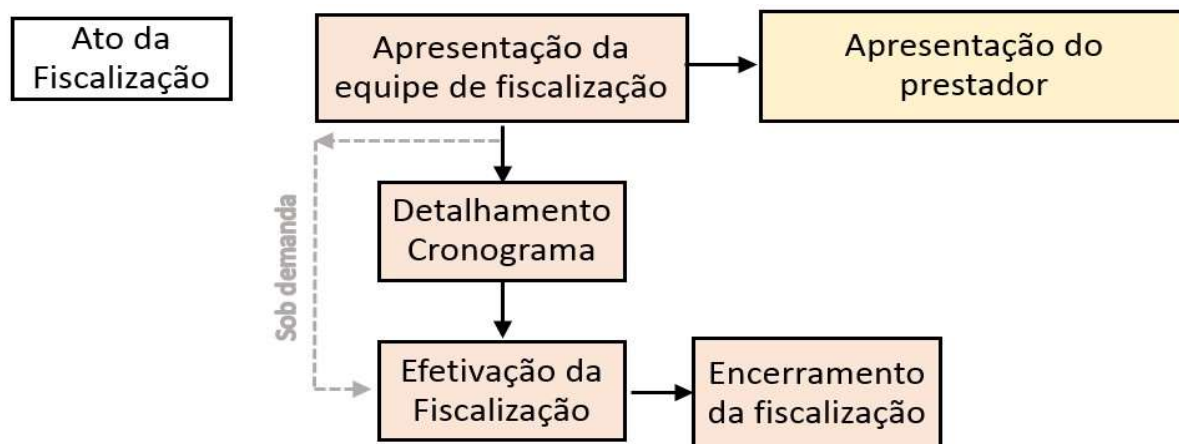 Ato da
Fiscalização
Apresentação da
equipe de fiscalização
Apresentação do
prestador
Sob demanda
Detalhamento
Cronograma
Efetivação da
Fiscalização
Encerramento
da fiscalização